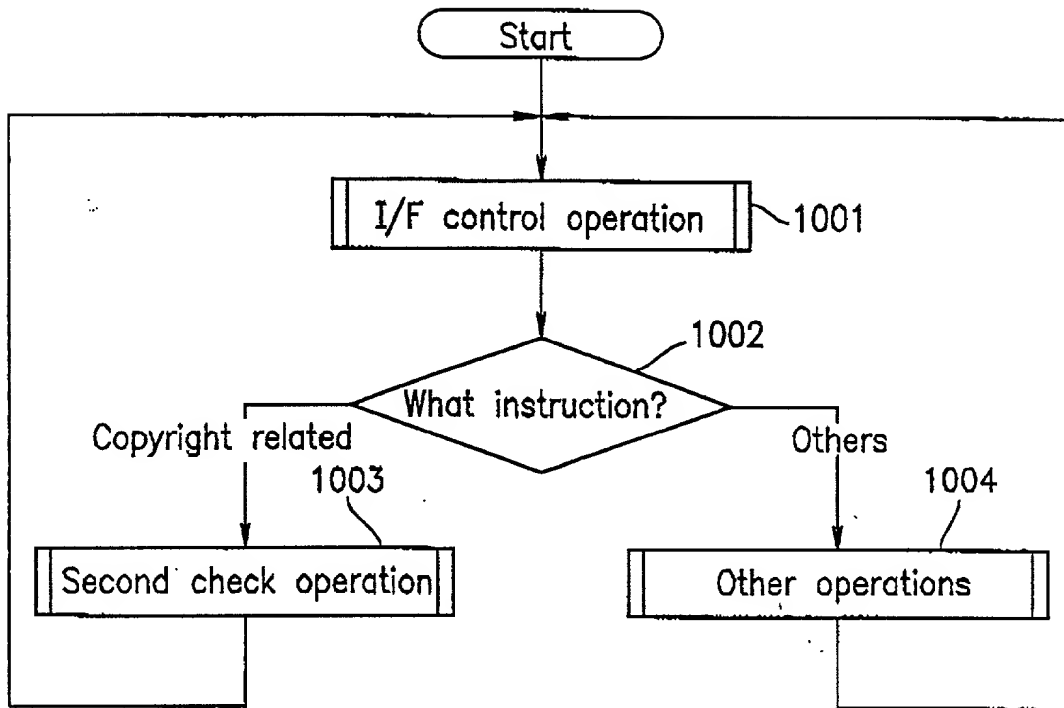 Start
I/F control operation
1001
1002
What instruction?
Copyright related
Others
1003
1004
Second check operation
Other operations